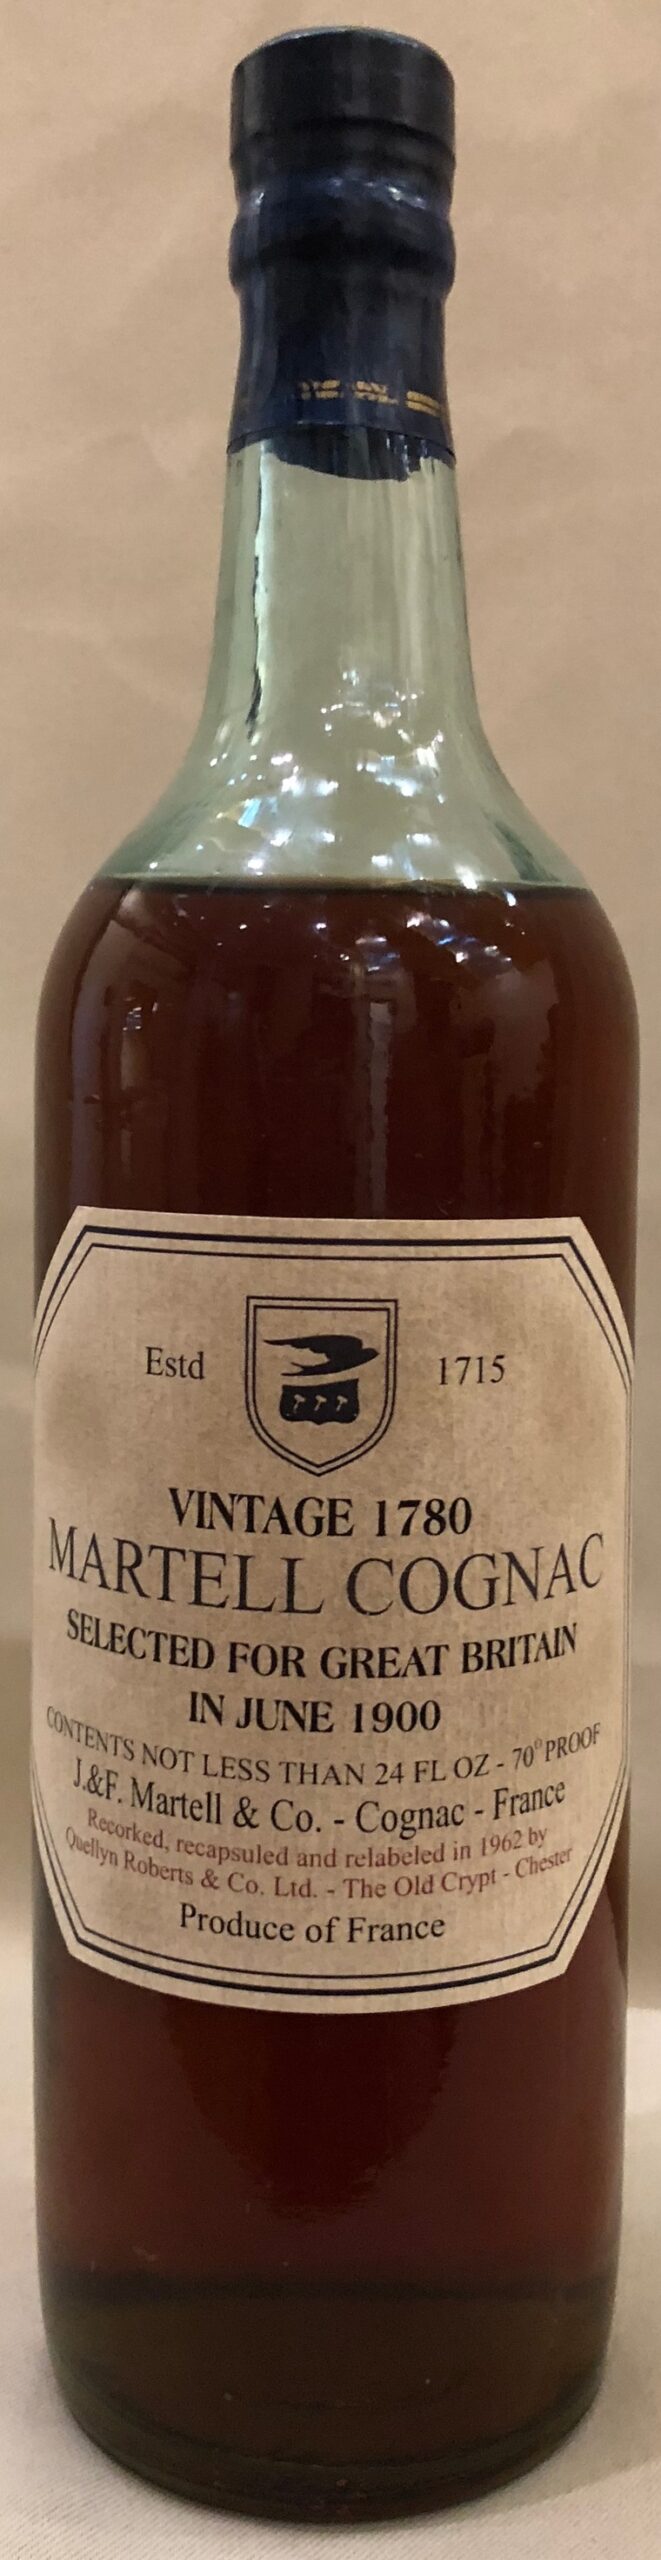 Estd 1715
VINTAGE 1780
MARTELL COGNAC
SELECTED FOR GREAT BRITAIN
IN JUNE 1900
CONTENTS NOT LESS THAN 24 FL OZ - 70° PROOF
J.&F. Martell & Co. - Cognac - France
Recorked, recapsuled and relabeled in 1962 by
Quellyn Roberts & Co. Ltd. - The Old Crypt - Chester
Produce of France